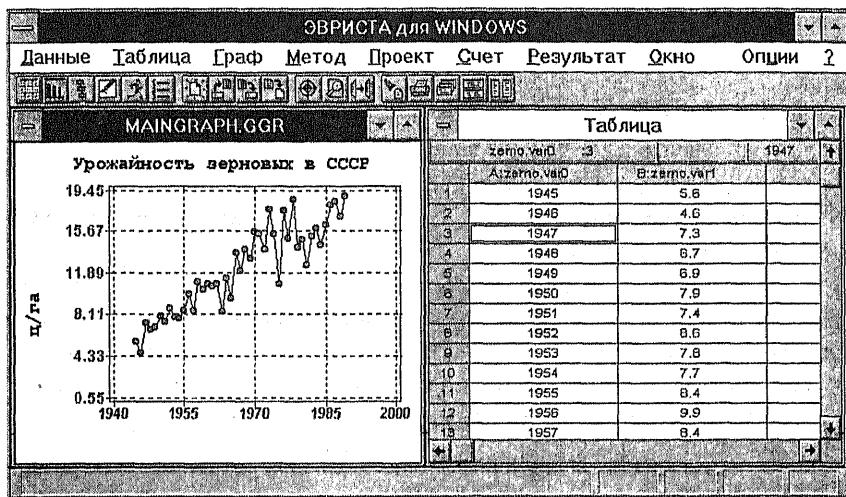 ЭВРИСТА для WINDOWS
Данные Таблица Граф Метод Проект Счет Результат Окно Опции ?
MAINGRAPH.GGR
Урожайность зерновых в СССР
ц/га
19.45
15.67
11.89
8.11
4.33
0.55
1940 1955 1970 1985 2000
Таблица
zerno.var0 :3 1947
A:zerno.var0 B:zerno.var1
1 1945 5.6
2 1946 4.6
3 1947 7.3
4 1948 6.7
5 1949 6.9
6 1950 7.9
7 1951 7.4
8 1952 8.6
9 1953 7.8
10 1954 7.7
11 1955 8.4
12 1956 9.9
13 1957 8.4